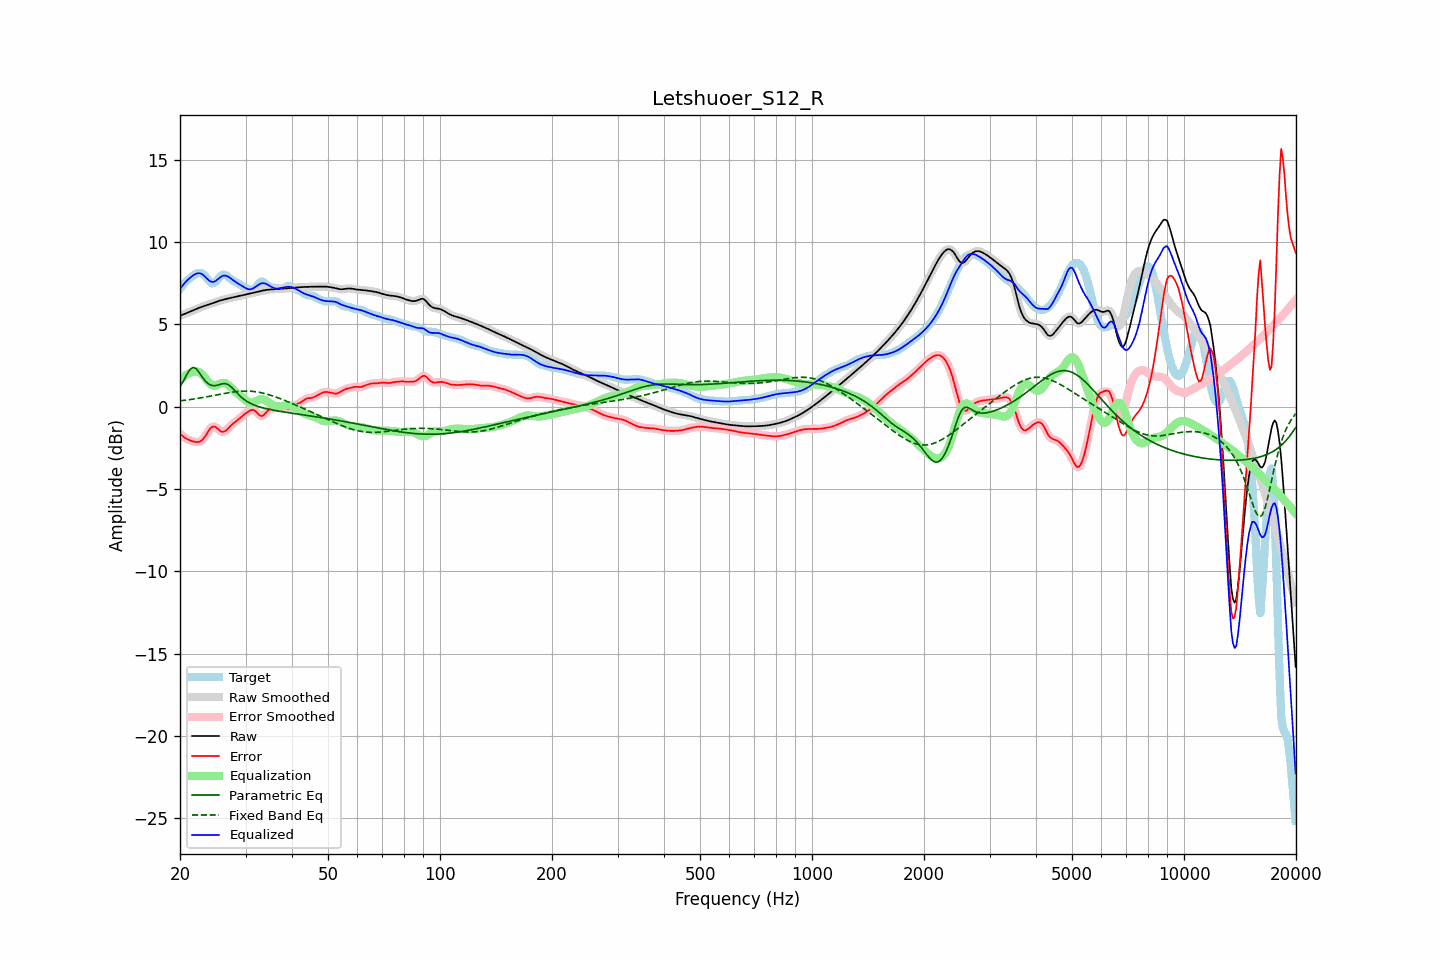 Letshuoer_S12_R
Amplitude (dBr)
15
10
5
0
−5
−10
−15
−20
−25
Target
Raw Smoothed
Error Smoothed
Raw
Error
Equalization
Parametric Eq
Fixed Band Eq
Equalized
20 50 100 200 500 1000 2000 5000 10000 20000
Frequency (Hz)